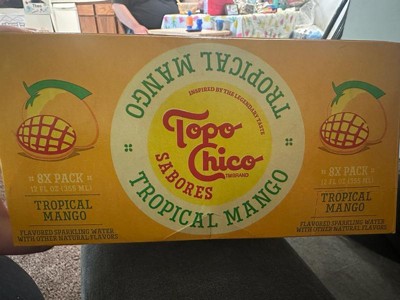 TROPICAL MANGO
INSPIRED BY THE LEGENDARY TASTE
Topo
Chico
SABORES
TROPICAL MANGO
8X PACK
12 FL OZ (355 ML)
TROPICAL
MANGO
FLAVORED SPARKLING WATER
WITH OTHER NATURAL FLAVORS
8X PACK
12 FL OZ (355 ML)
TROPICAL
MANGO
FLAVORED SPARKLING WATER
WITH OTHER NATURAL FLAVORS